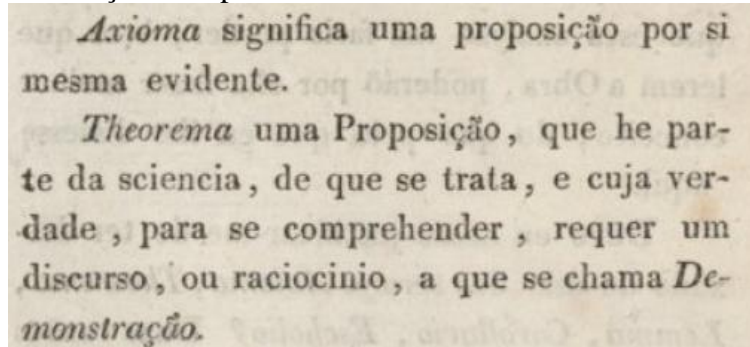 Axioma significa uma proposição por si
mesma evidente.
Theorema uma Proposição, que he par-
te da sciencia, de que se trata, e cuja ver-
dade, para se comprehender, requer um
discurso, ou raciocinio, a que se chama De-
monstração.